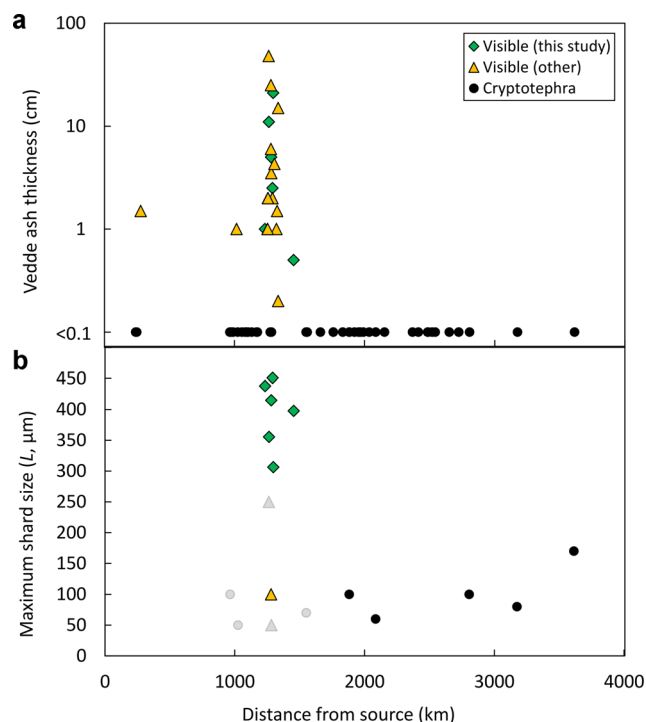 a
100
10
1
<0.1
Vedde ash thickness (cm)
Visible (this study)
Visible (other)
Cryptotephra
b
450
400
350
300
250
200
150
100
50
0
Maximum shard size (L, µm)
0 1000 2000 3000 4000
Distance from source (km)